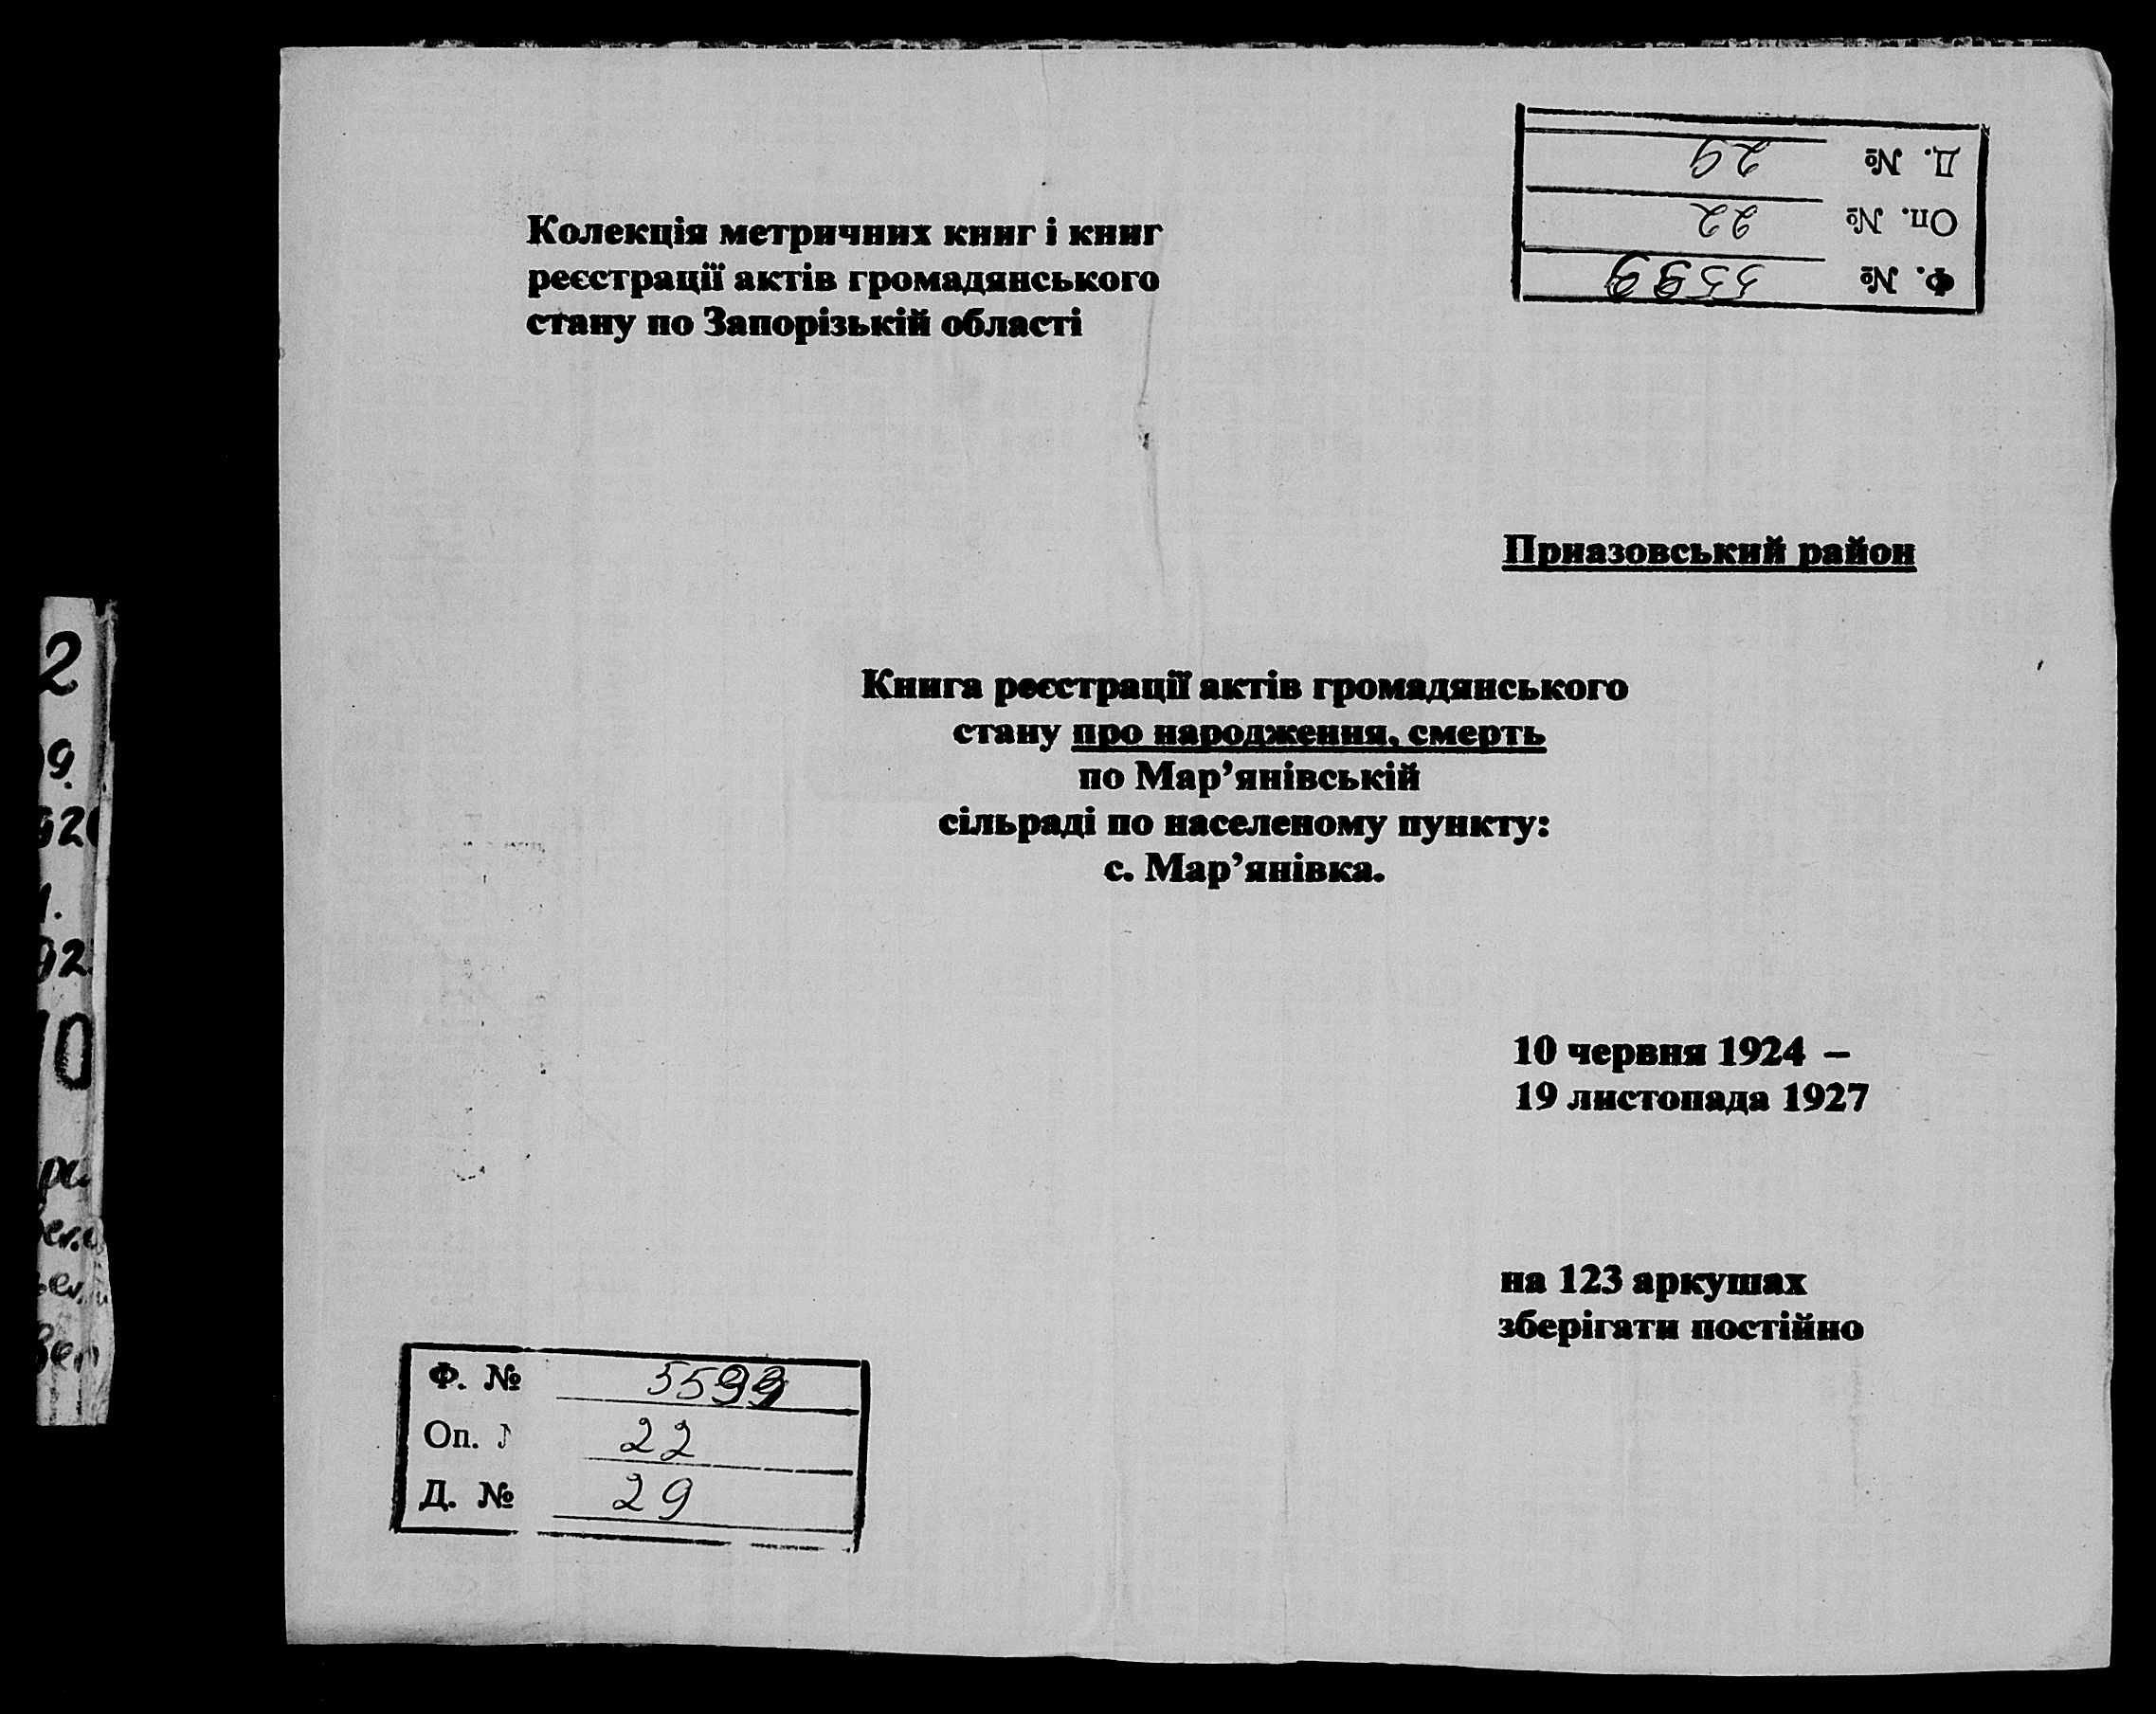 Д. № 29
Оп. № 22
Ф. № 5593
Колекція метричних книг і книг
реєстрації актів громадянського
стану по Запорізькій області
Приазовський район
Книга реєстрації актів громадянського
стану про народження, смерть
по Мар’янівській
сільраді по населеному пункту:
с. Мар’янівка.
10 червня 1924 –
19 листопада 1927
на 123 аркушах
зберігати постійно
Ф. № 5593
Оп. № 22
Д. № 29